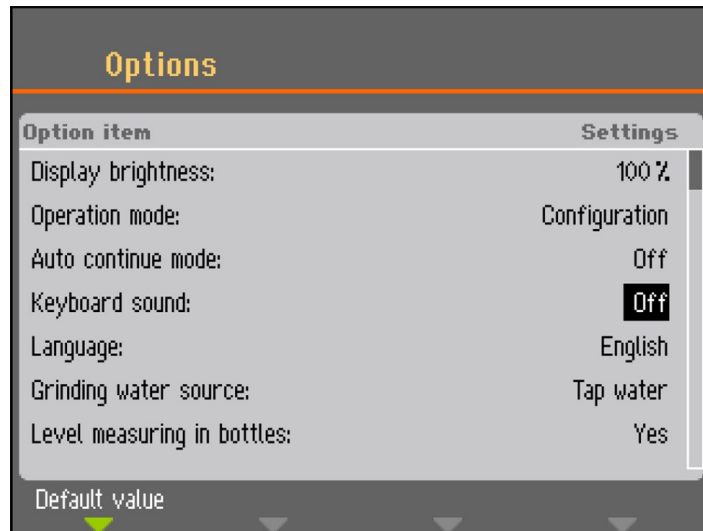 Options
Option item Settings
Display brightness: 100 %
Operation mode: Configuration
Auto continue mode: Off
Keyboard sound: Off
Language: English
Grinding water source: Tap water
Level measuring in bottles: Yes
Default value